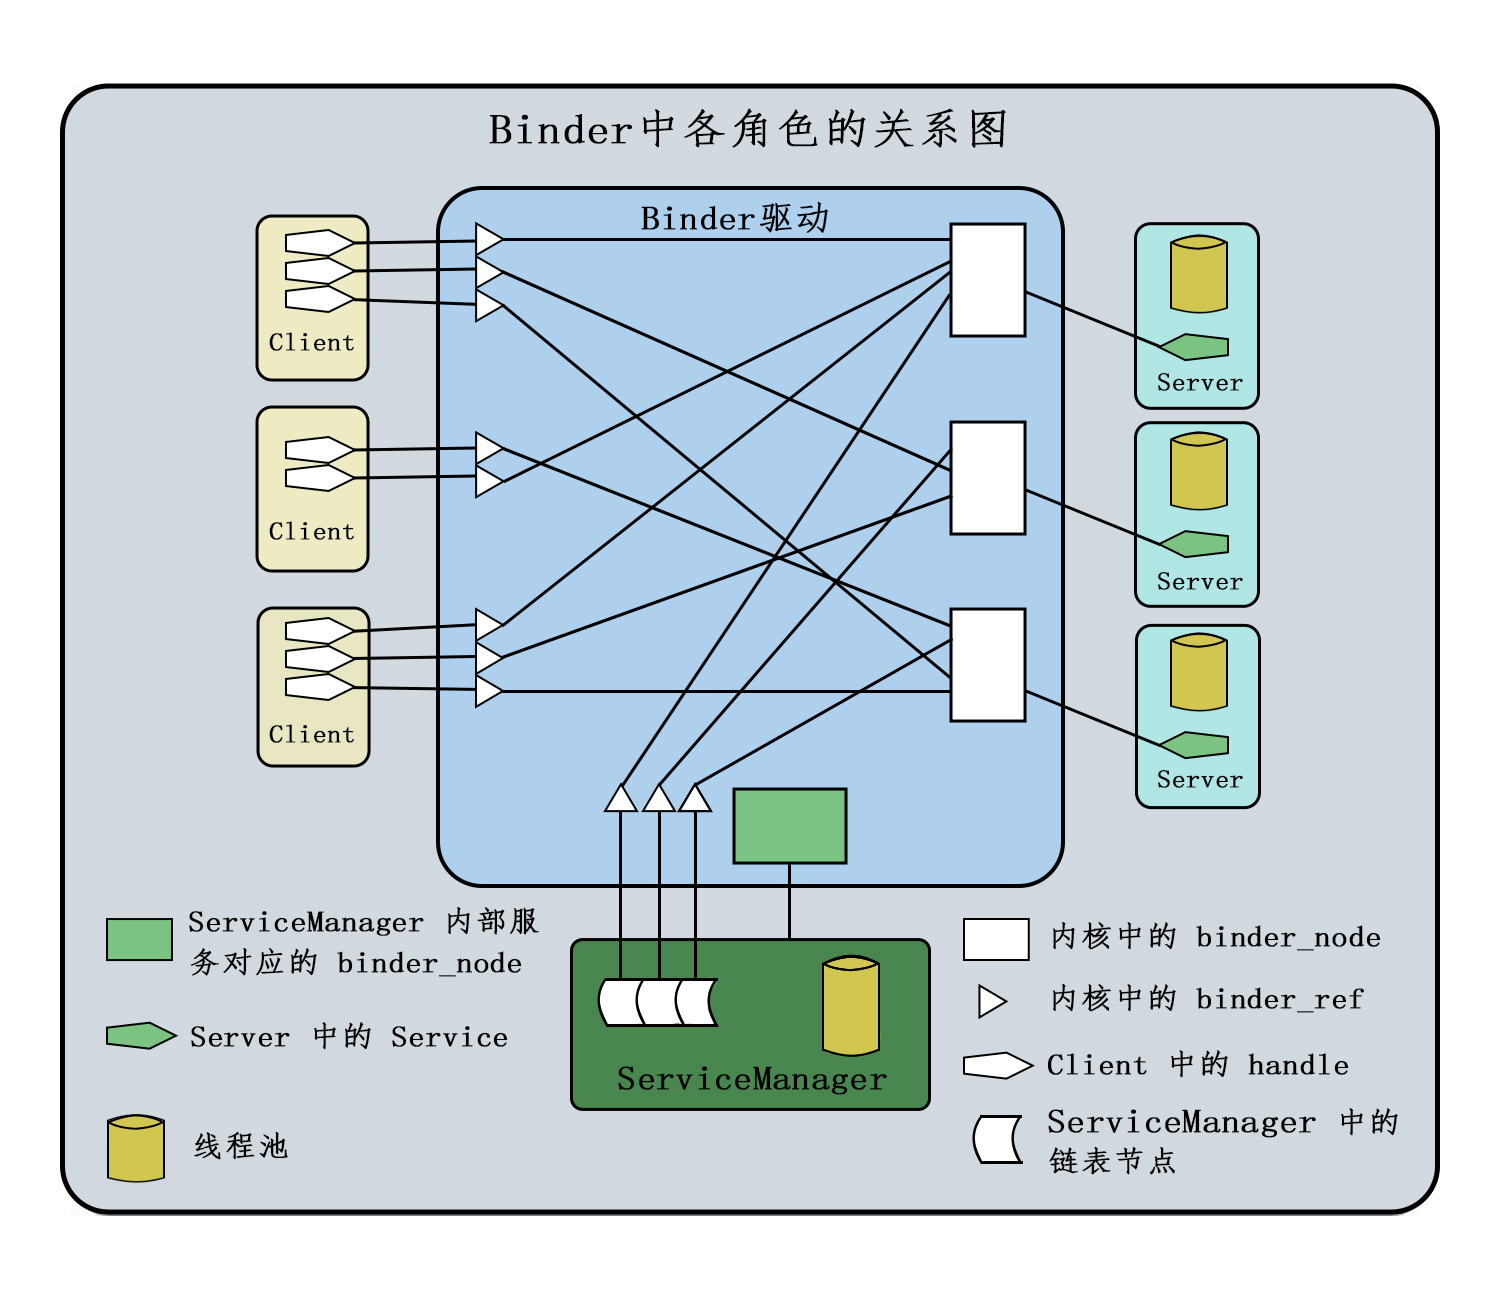 Binder中各角色的关系图
Binder驱动
Client
Client
Client
Server
Server
Server
ServiceManager
ServiceManager 内部服
务对应的 binder_node
Server 中的 Service
线程池
内核中的 binder_node
内核中的 binder_ref
Client 中的 handle
ServiceManager 中的
链表节点